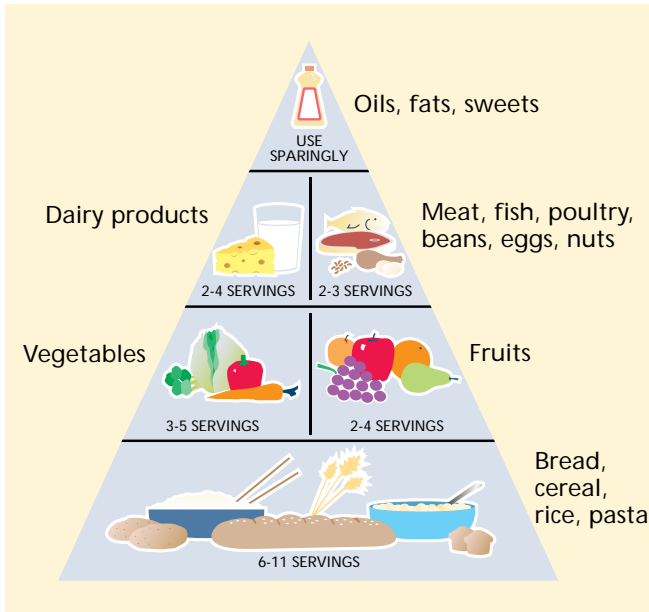 Oils, fats, sweets
USE
SPARINGLY
Dairy products
Meat, fish, poultry,
beans, eggs, nuts
2-4 SERVINGS
2-3 SERVINGS
Vegetables
Fruits
3-5 SERVINGS
2-4 SERVINGS
Bread,
cereal,
rice, pasta
6-11 SERVINGS